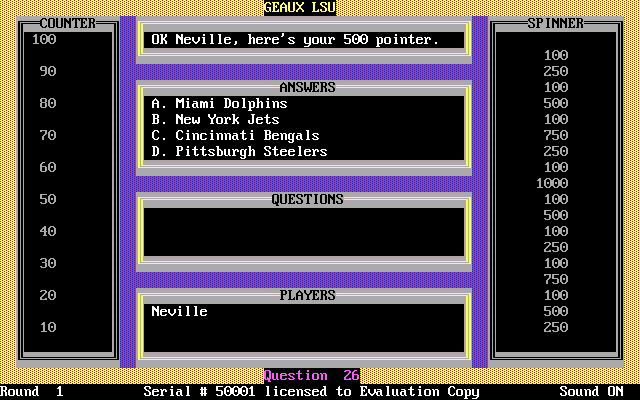 GEAUX LSU
COUNTER
100
90
80
70
60
50
40
30
20
10
OK Neville, here's your 500 pointer.
ANSWERS
A. Miami Dolphins
B. New York Jets
C. Cincinnati Bengals
D. Pittsburgh Steelers
QUESTIONS
PLAYERS
Neville
SPINNER
100
250
100
500
100
750
250
100
1000
100
500
100
250
100
750
100
500
250
Question 26
Round 1 Serial # 50001 licensed to Evaluation Copy Sound ON